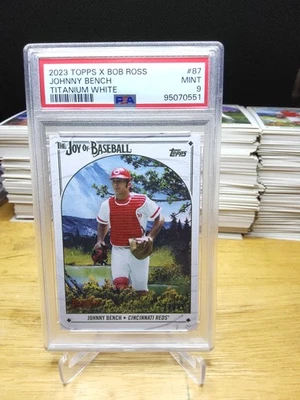 2023 TOPPS X BOB ROSS #87
JOHNNY BENCH MINT
TITANIUM WHITE 9
PSA 95070551
THE JOY OF BASEBALL
TOPPS
JOHNNY BENCH • CINCINNATI REDS®